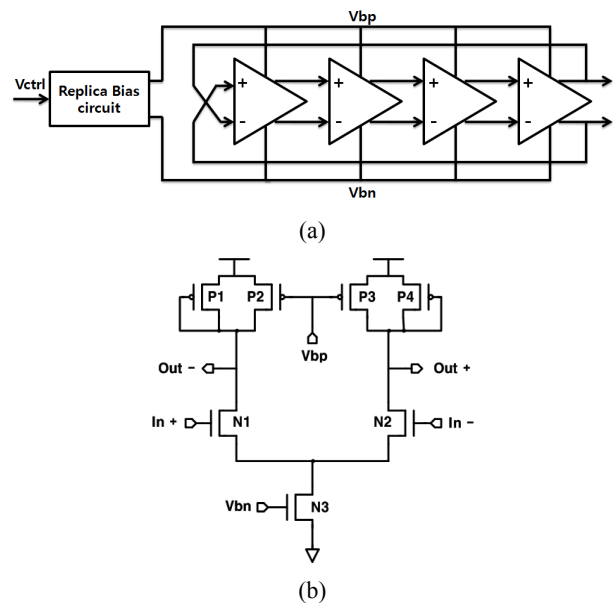 Vbp
Vctrl
Replica Bias
circuit
+ + + +
- - - -
Vbn
(a)
P1 P2 P3 P4
Vbp
Out - Out +
In + N1 N2 In -
Vbn N3
(b)